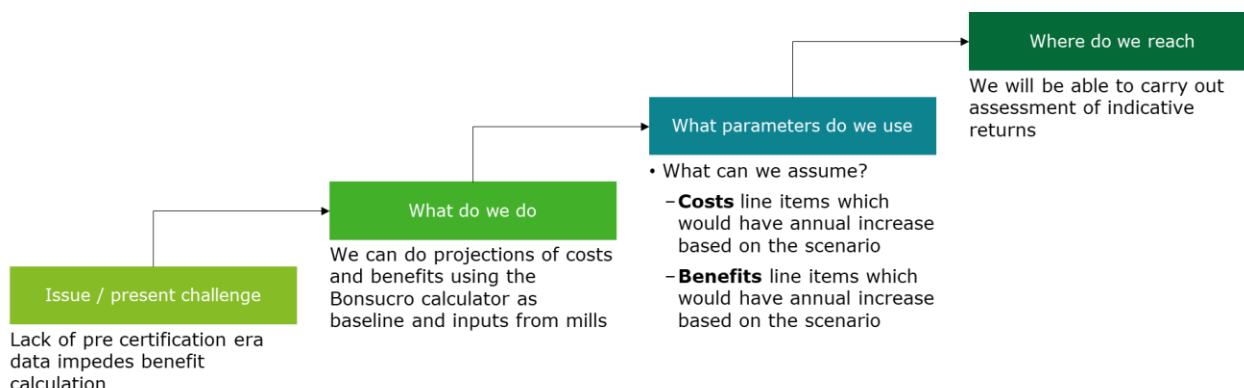 Issue / present challenge
Lack of pre certification era
data impedes benefit
calculation
What do we do
We can do projections of costs
and benefits using the
Bonsucro calculator as
baseline and inputs from mills
What parameters do we use
• What can we assume?
–Costs line items which
would have annual increase
based on the scenario
–Benefits line items which
would have annual increase
based on the scenario
Where do we reach
We will be able to carry out
assessment of indicative
returns